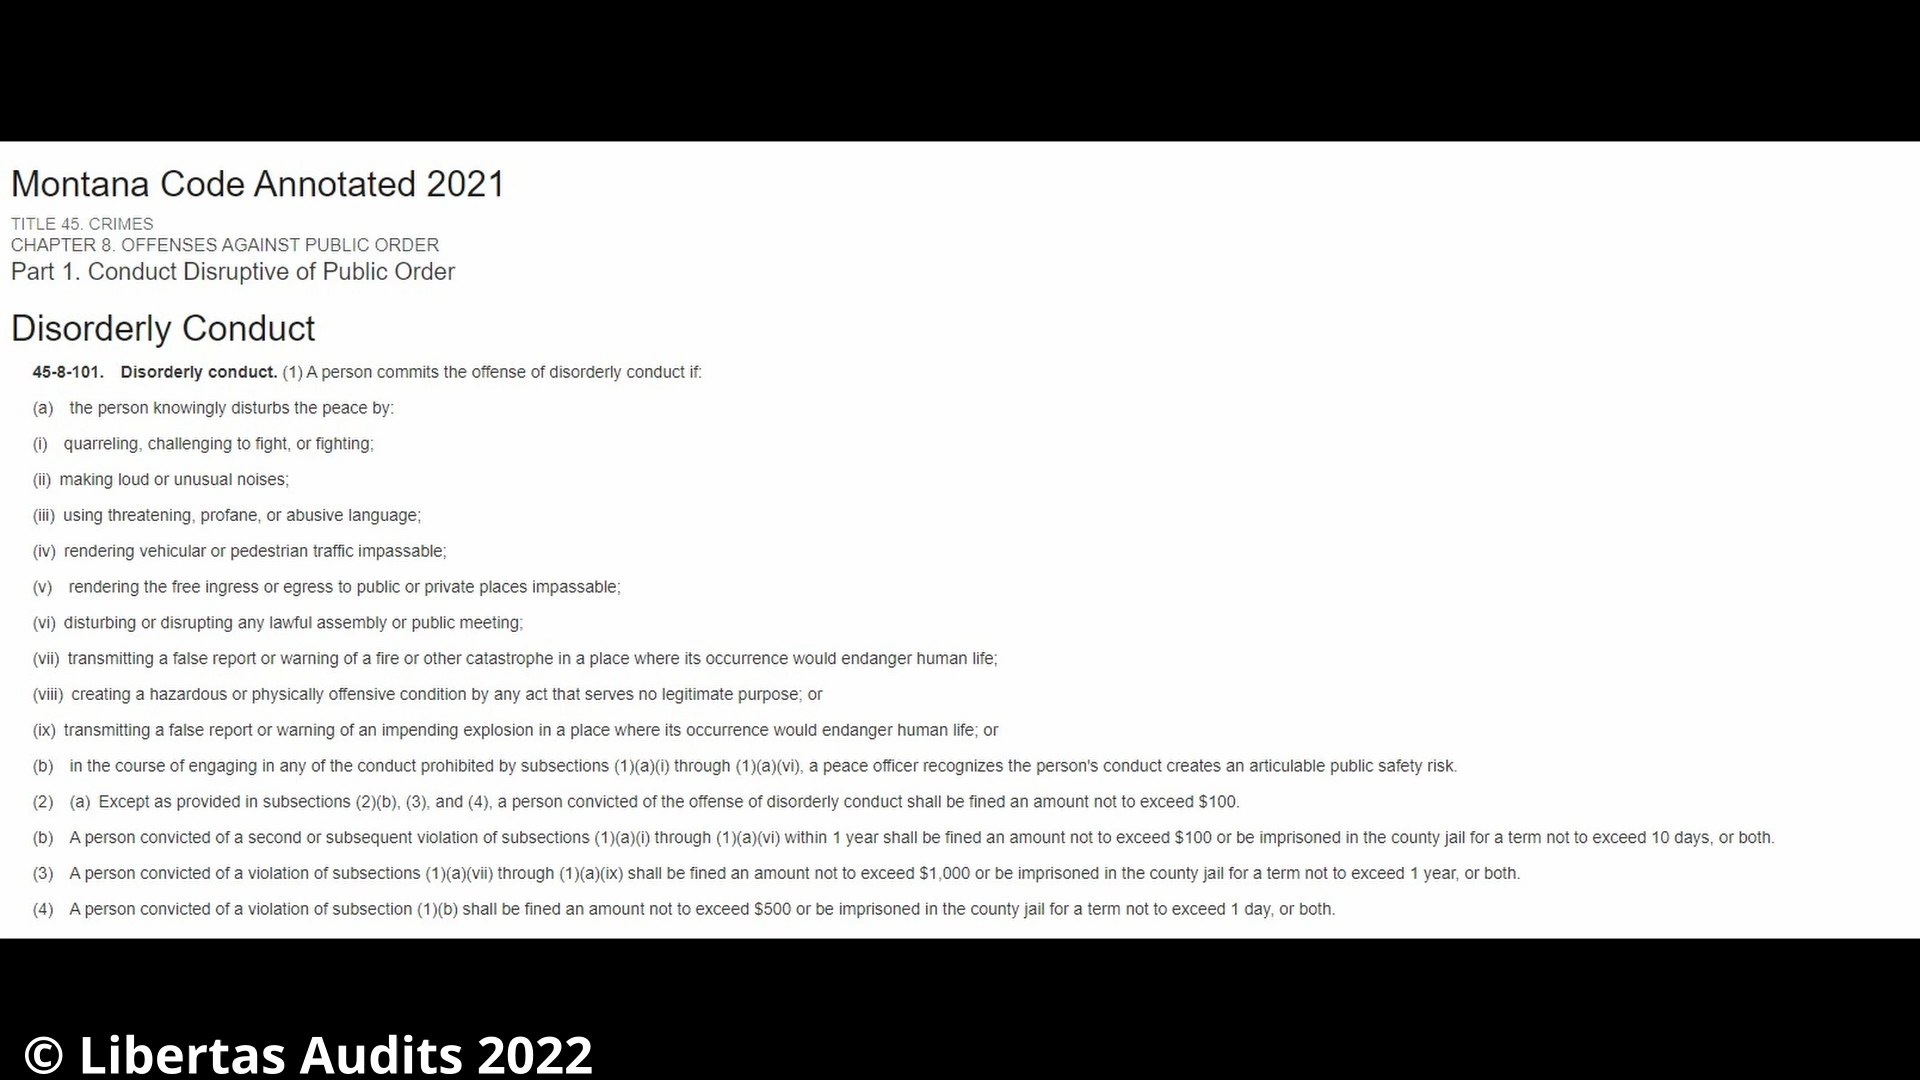 Montana Code Annotated 2021
TITLE 45. CRIMES
CHAPTER 8. OFFENSES AGAINST PUBLIC ORDER
Part 1. Conduct Disruptive of Public Order
Disorderly Conduct
45-8-101. Disorderly conduct. (1) A person commits the offense of disorderly conduct if:
(a) the person knowingly disturbs the peace by:
(i) quarreling, challenging to fight, or fighting;
(ii) making loud or unusual noises;
(iii) using threatening, profane, or abusive language;
(iv) rendering vehicular or pedestrian traffic impassable;
(v) rendering the free ingress or egress to public or private places impassable;
(vi) disturbing or disrupting any lawful assembly or public meeting;
(vii) transmitting a false report or warning of a fire or other catastrophe in a place where its occurrence would endanger human life;
(viii) creating a hazardous or physically offensive condition by any act that serves no legitimate purpose; or
(ix) transmitting a false report or warning of an impending explosion in a place where its occurrence would endanger human life; or
(b) in the course of engaging in any of the conduct prohibited by subsections (1)(a)(i) through (1)(a)(vi), a peace officer recognizes the person's conduct creates an articulable public safety risk.
(2) (a) Except as provided in subsections (2)(b), (3), and (4), a person convicted of the offense of disorderly conduct shall be fined an amount not to exceed $100.
(b) A person convicted of a second or subsequent violation of subsections (1)(a)(i) through (1)(a)(vi) within 1 year shall be fined an amount not to exceed $100 or be imprisoned in the county jail for a term not to exceed 10 days, or both.
(3) A person convicted of a violation of subsections (1)(a)(vii) through (1)(a)(ix) shall be fined an amount not to exceed $1,000 or be imprisoned in the county jail for a term not to exceed 1 year, or both.
(4) A person convicted of a violation of subsection (1)(b) shall be fined an amount not to exceed $500 or be imprisoned in the county jail for a term not to exceed 1 day, or both.
© Libertas Audits 2022